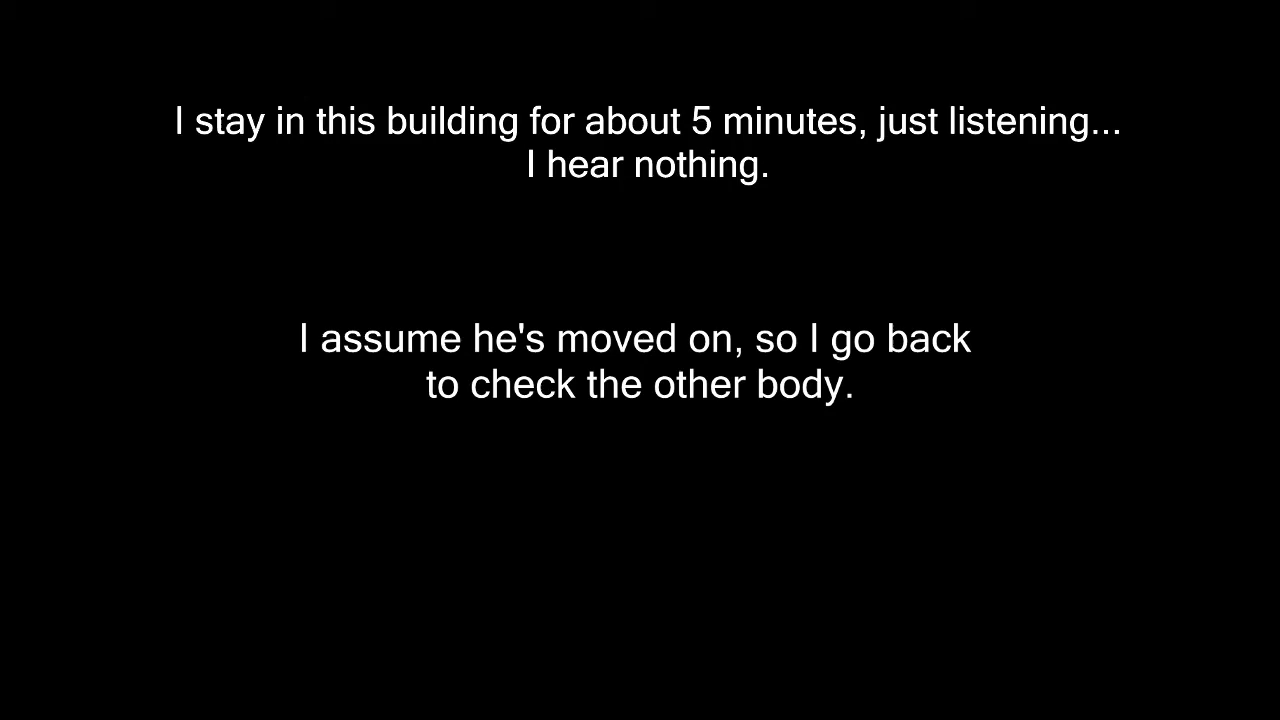 I stay in this building for about 5 minutes, just listening...
I hear nothing.
I assume he's moved on, so I go back
to check the other body.